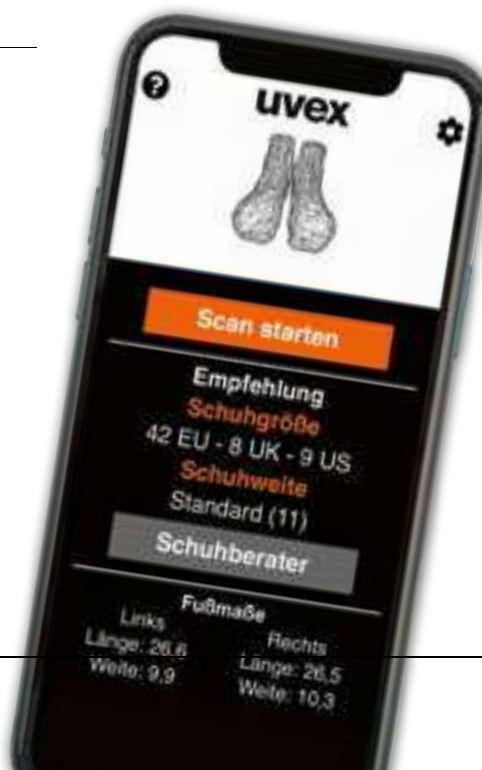 uvex
Scan starten
Empfehlung
Schuhgröße
42 EU - 8 UK - 9 US
Schuhweite
Standard (11)
Schuhberater
Fußmaße
Links
Länge: 26,6
Weite: 9,9
Rechts
Länge: 26,5
Weite: 10,3